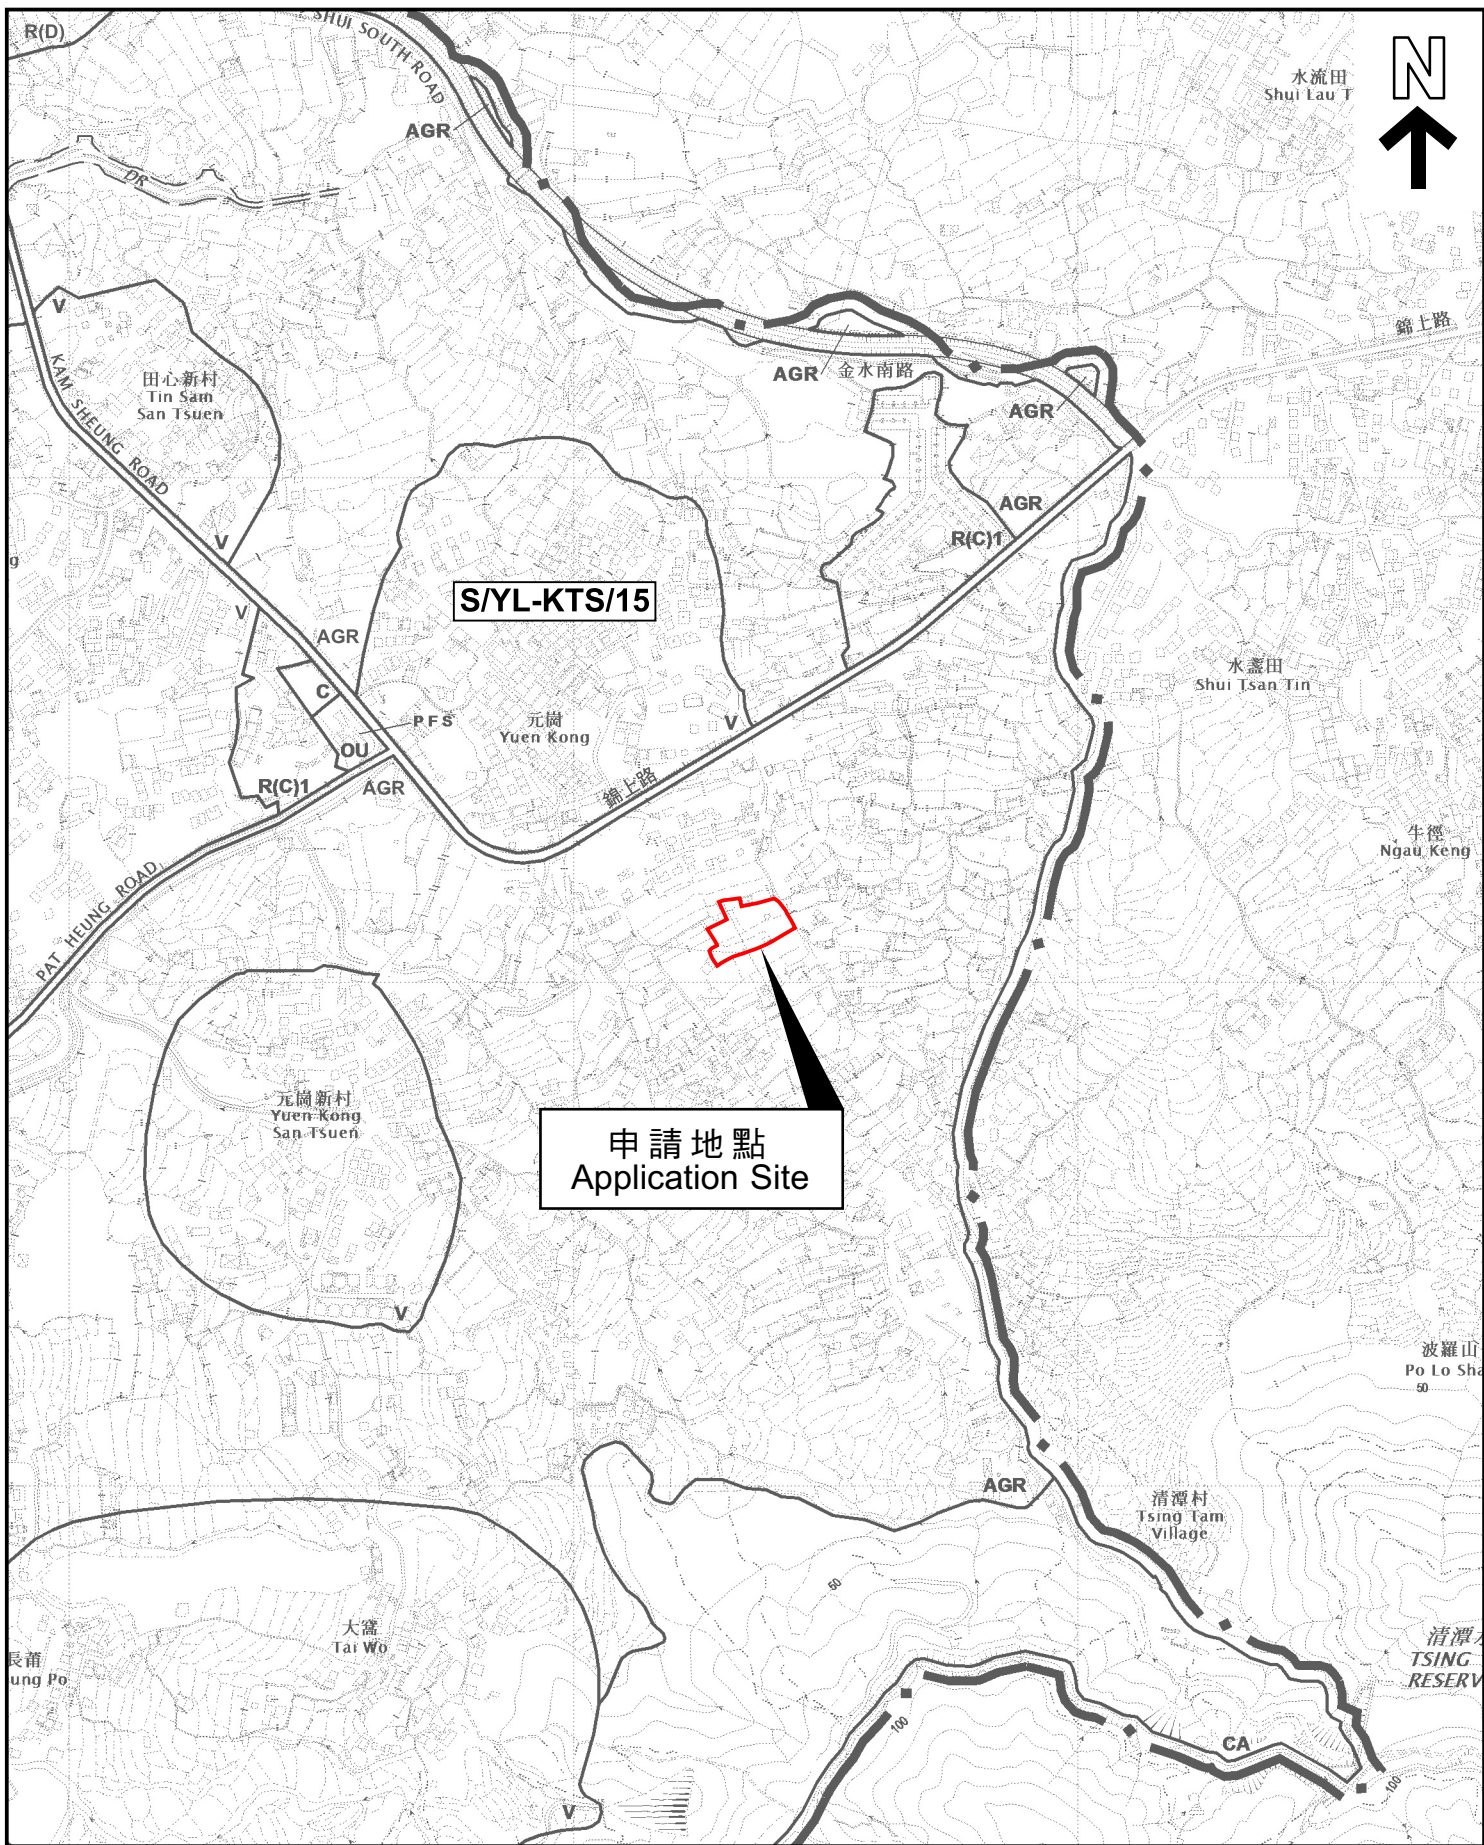 R(D)
SHUI SOUTH ROAD
N
水流田
Shui Lau T
AGR
DR
V
錦上路
田心新村
Tin Sam
San Tsuen
KAM SHEUNG ROAD
AGR
金水南路
AGR
AGR
R(C)1
V
g
S/YL-KTS/15
V
AGR
水盞田
Shui Tsan Tin
C
PFS
元崗
Yuen Kong
V
OU
R(C)1
AGR
錦上路
牛徑
Ngau Keng
PAT HEUNG ROAD
元崗新村
Yuen Kong
San Tsuen
申請地點
Application Site
V
波羅山
Po Lo Sha
50
AGR
清潭村
Tsing Tam
Village
50
大窩
Tai Wo
長莆
ung Po
清潭
TSING
RESERV
100
CA
100
V